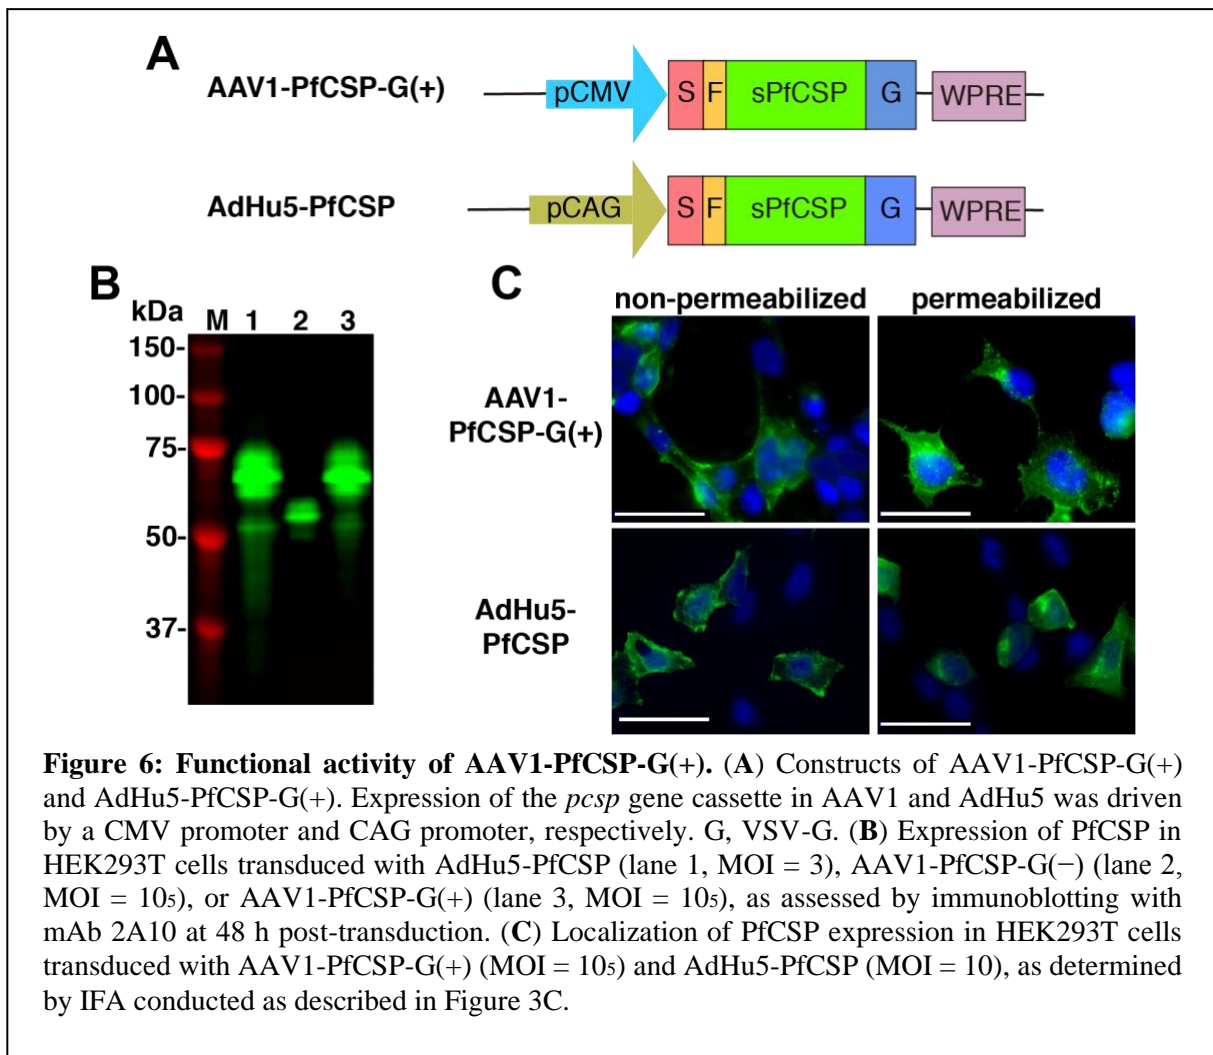 A
AAV1-PfCSP-G(+)
pCMV S F sPfCSP G WPRE
AdHu5-PfCSP
pCAG S F sPfCSP G WPRE
B
kDa M 1 2 3
150-
100-
75-
50-
37-
C
non-permeabilized permeabilized
AAV1-
PfCSP-G(+)
AdHu5-
PfCSP
Figure 6: Functional activity of AAV1-PfCSP-G(+). (A) Constructs of AAV1-PfCSP-G(+)
and AdHu5-PfCSP-G(+). Expression of the pcsp gene cassette in AAV1 and AdHu5 was driven
by a CMV promoter and CAG promoter, respectively. G, VSV-G. (B) Expression of PfCSP in
HEK293T cells transduced with AdHu5-PfCSP (lane 1, MOI = 3), AAV1-PfCSP-G(−) (lane 2,
MOI = 10₅), or AAV1-PfCSP-G(+) (lane 3, MOI = 10₅), as assessed by immunoblotting with
mAb 2A10 at 48 h post-transduction. (C) Localization of PfCSP expression in HEK293T cells
transduced with AAV1-PfCSP-G(+) (MOI = 10₅) and AdHu5-PfCSP (MOI = 10), as determined
by IFA conducted as described in Figure 3C.